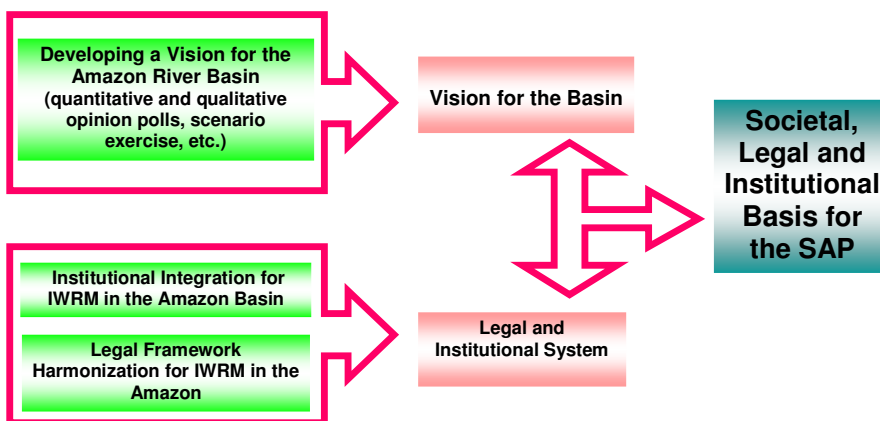 Developing a Vision for the
Amazon River Basin
(quantitative and qualitative
opinion polls, scenario
exercise, etc.)
Vision for the Basin
Societal,
Legal and
Institutional
Basis for
the SAP
Institutional Integration for
IWRM in the Amazon Basin
Legal Framework
Harmonization for IWRM in the
Amazon
Legal and
Institutional System